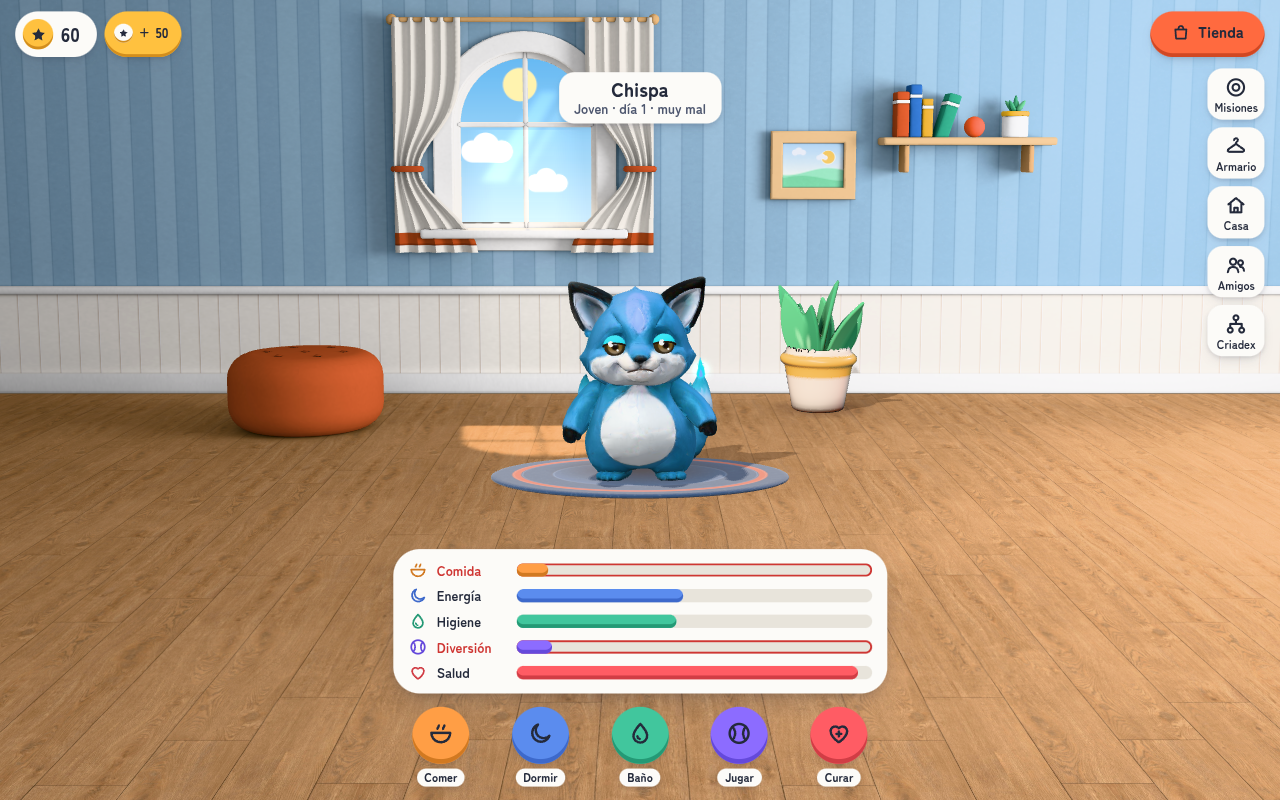 60
+ 50
Tienda
Chispa
Joven · día 1 · muy mal
Misiones
Armario
Casa
Amigos
Criadex
Comida
Energía
Higiene
Diversión
Salud
Comer
Dormir
Baño
Jugar
Curar